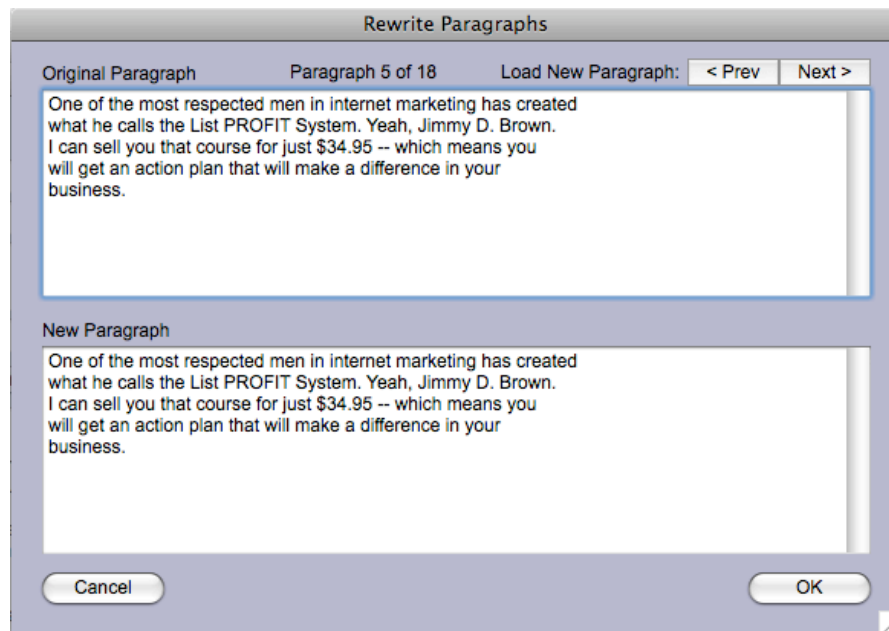 Rewrite Paragraphs
Original Paragraph Paragraph 5 of 18 Load New Paragraph: < Prev Next >
One of the most respected men in internet marketing has created
what he calls the List PROFIT System. Yeah, Jimmy D. Brown.
I can sell you that course for just $34.95 -- which means you
will get an action plan that will make a difference in your
business.
New Paragraph
One of the most respected men in internet marketing has created
what he calls the List PROFIT System. Yeah, Jimmy D. Brown.
I can sell you that course for just $34.95 -- which means you
will get an action plan that will make a difference in your
business.
Cancel OK